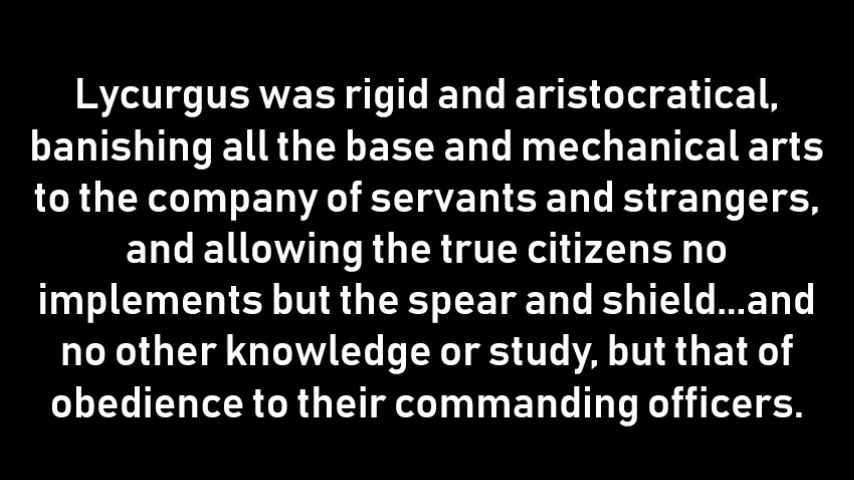 Lycurgus was rigid and aristocratical,
banishing all the base and mechanical arts
to the company of servants and strangers,
and allowing the true citizens no
implements but the spear and shield...and
no other knowledge or study, but that of
obedience to their commanding officers.